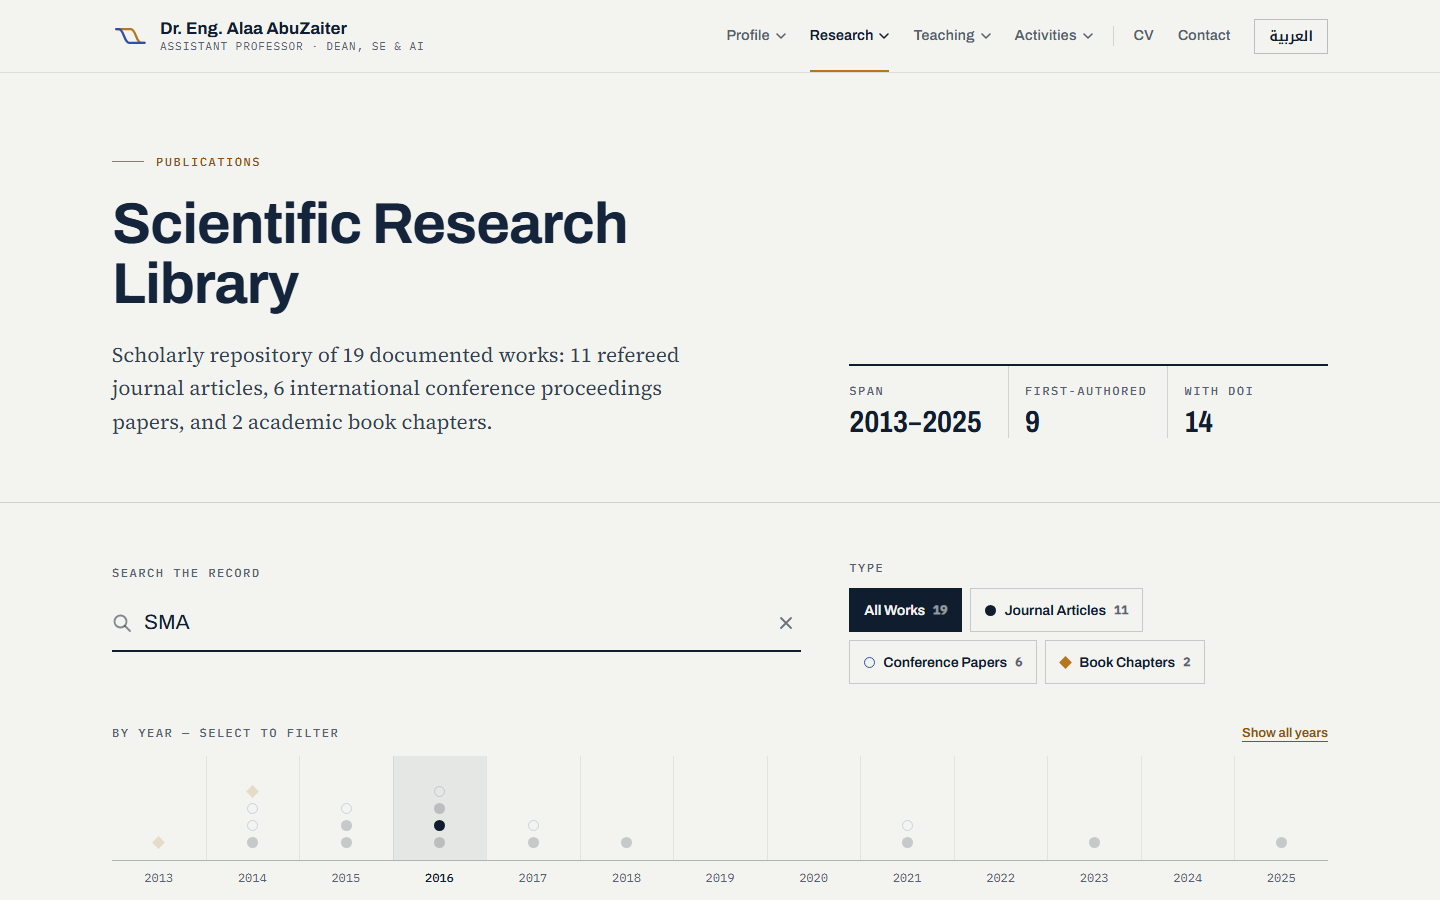 Dr. Eng. Alaa AbuZaiter
ASSISTANT PROFESSOR · DEAN, SE & AI
Profile
Research
Teaching
Activities
CV
Contact
العربية
PUBLICATIONS
Scientific Research
Library
Scholarly repository of 19 documented works: 11 refereed
journal articles, 6 international conference proceedings
papers, and 2 academic book chapters.
SPAN
2013–2025
FIRST-AUTHORED
9
WITH DOI
14
SEARCH THE RECORD
SMA
TYPE
All Works 19
Journal Articles 11
Conference Papers 6
Book Chapters 2
BY YEAR — SELECT TO FILTER
Show all years
2013 2014 2015 2016 2017 2018 2019 2020 2021 2022 2023 2024 2025